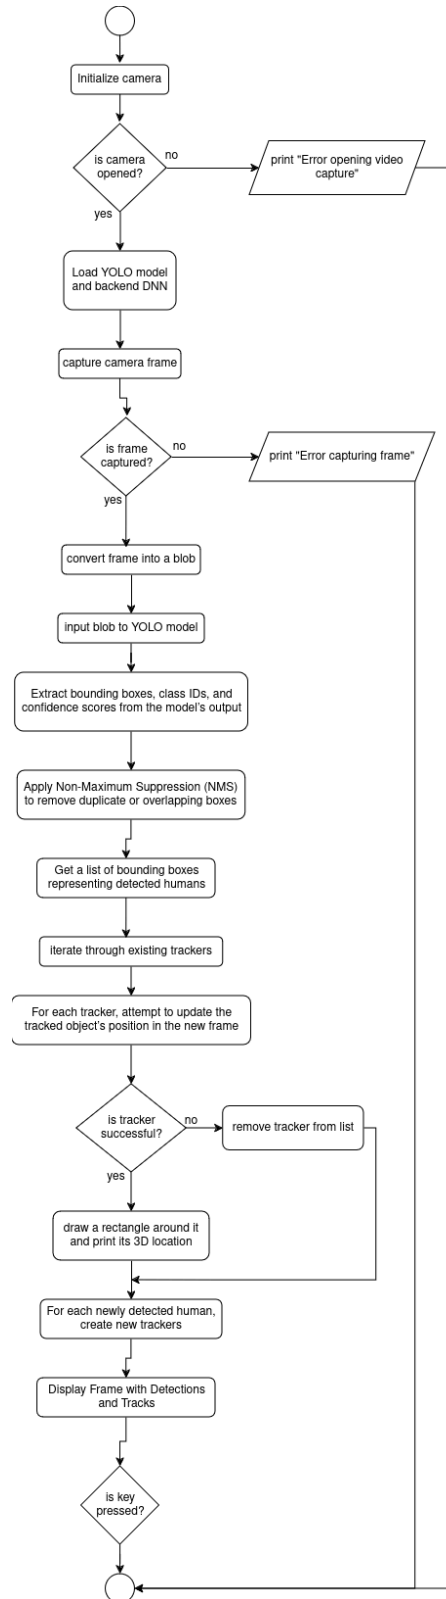 Initialize camera
is camera
opened?
no
print "Error opening video
capture"
yes
Load YOLO model
and backend DNN
capture camera frame
is frame
captured?
no
print "Error capturing frame"
yes
convert frame into a blob
input blob to YOLO model
Extract bounding boxes, class IDs, and
confidence scores from the model's output
Apply Non-Maximum Suppression (NMS)
to remove duplicate or overlapping boxes
Get a list of bounding boxes
representing detected humans
iterate through existing trackers
For each tracker, attempt to update the
tracked object's position in the new frame
is tracker
successful?
no
remove tracker from list
yes
draw a rectangle around it
and print its 3D location
For each newly detected human,
create new trackers
Display Frame with Detections
and Tracks
is key
pressed?